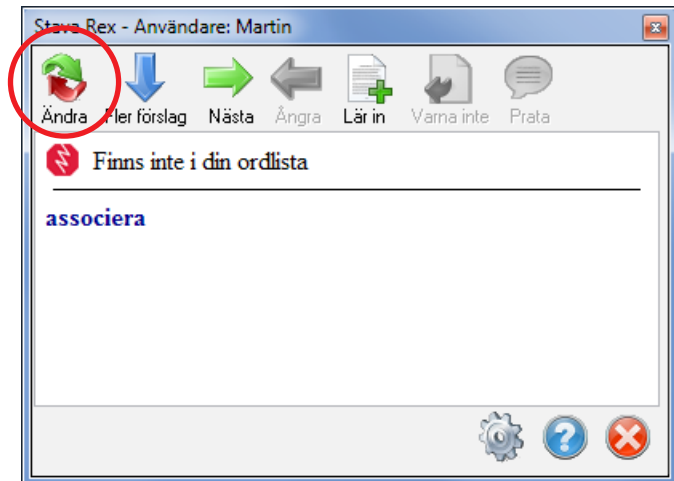 Stava Rex - Användare: Martin
Ändra Fler förslag Nästa Ångra Lär in Varna inte Prata
Finns inte i din ordlista
associera